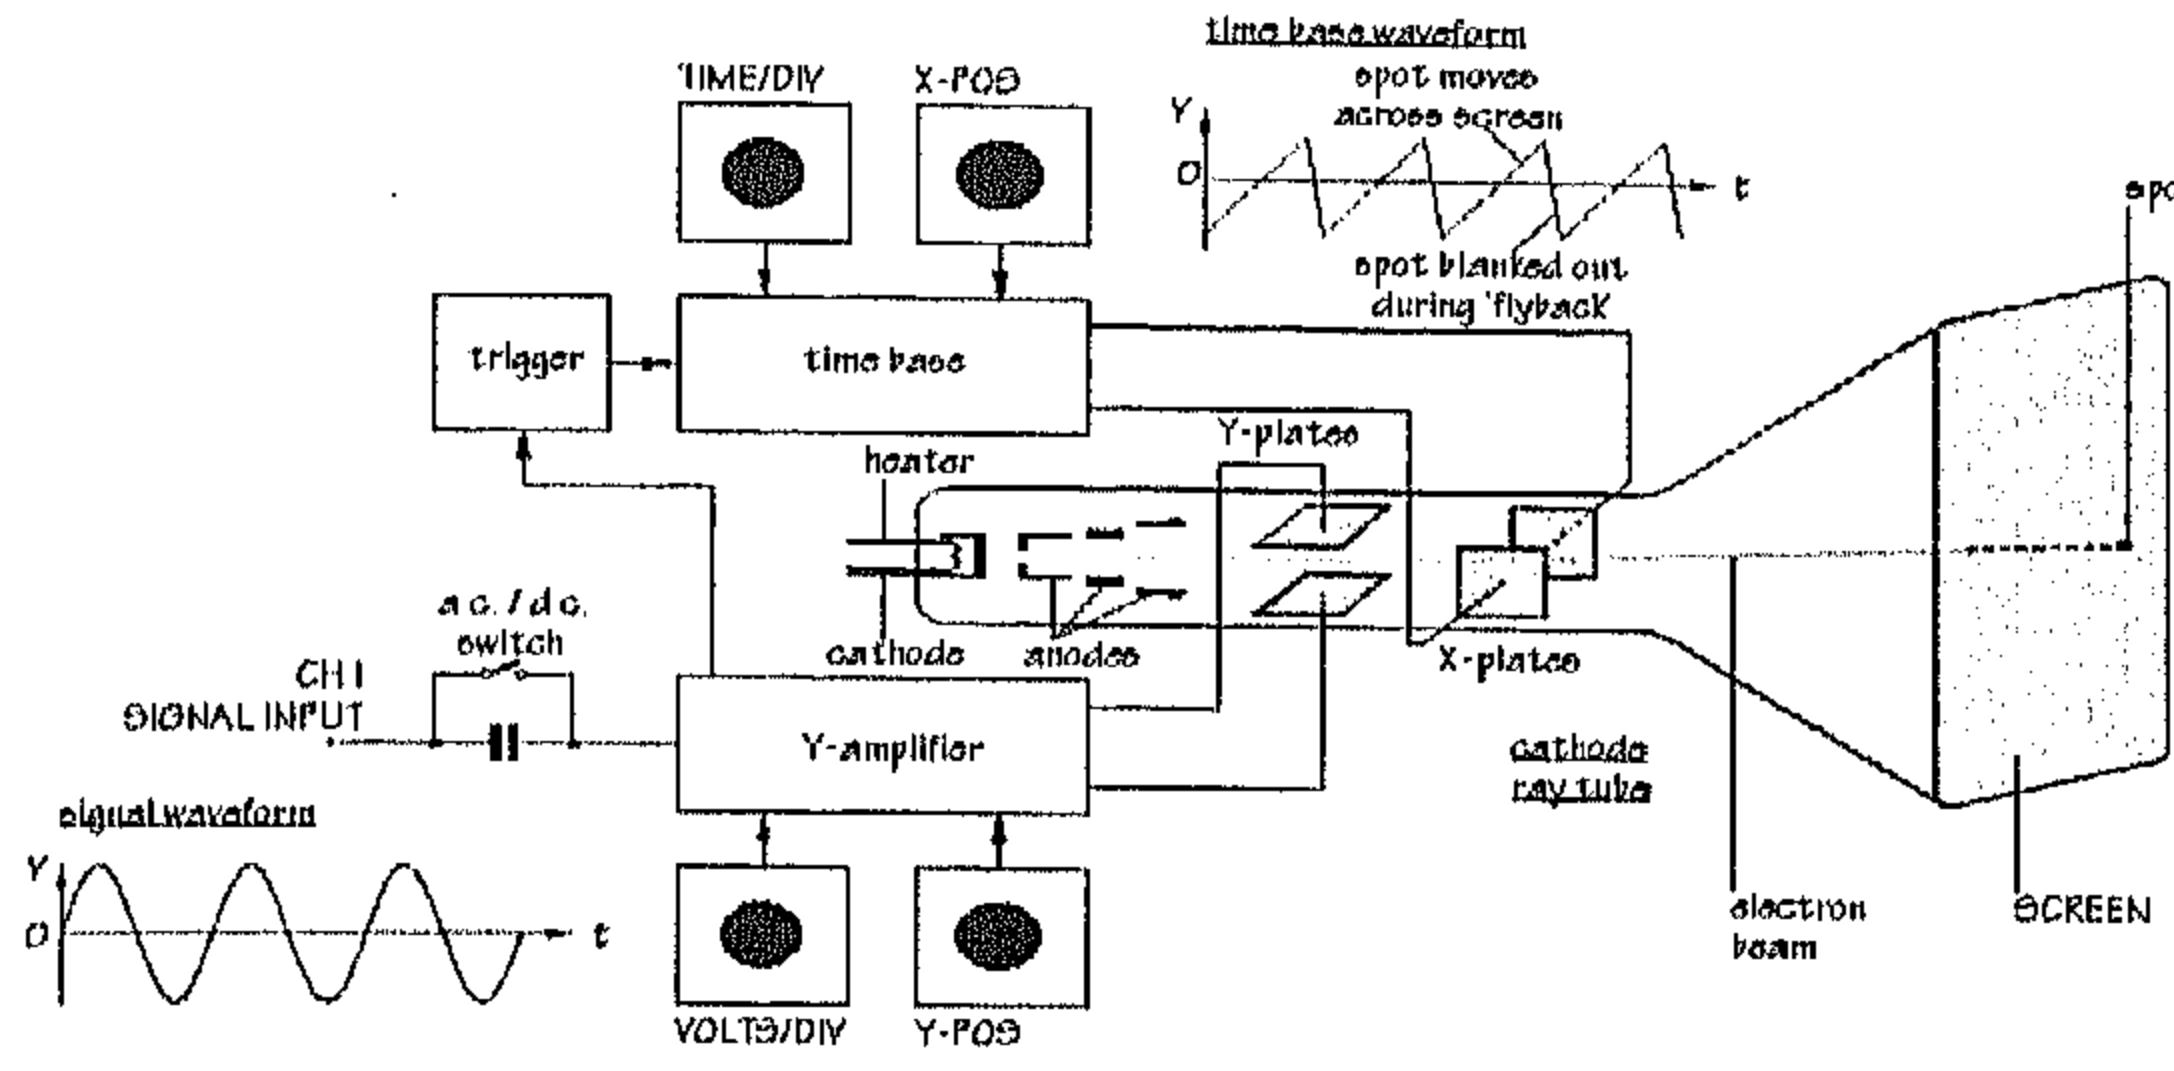 time base waveform
TIME/DIV
X-POS
spot moves
across screen
Y
O
t
spot blanked out
during 'flyback
trigger
time base
Y-plates
heater
a.c. / d.c.
switch
cathode
anodes
X-plates
CH I
SIGNAL INPUT
Y-amplifier
cathode
ray tube
signal waveform
Y
O
t
electron
beam
SCREEN
VOLTS/DIV
Y-POS